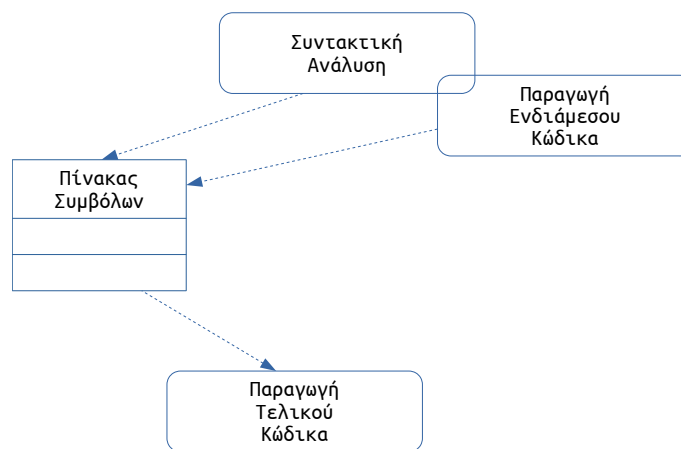 Συντακτική
Ανάλυση
Παραγωγή
Ενδιάμεσου
Κώδικα
Πίνακας
Συμβόλων
Παραγωγή
Τελικού
Κώδικα